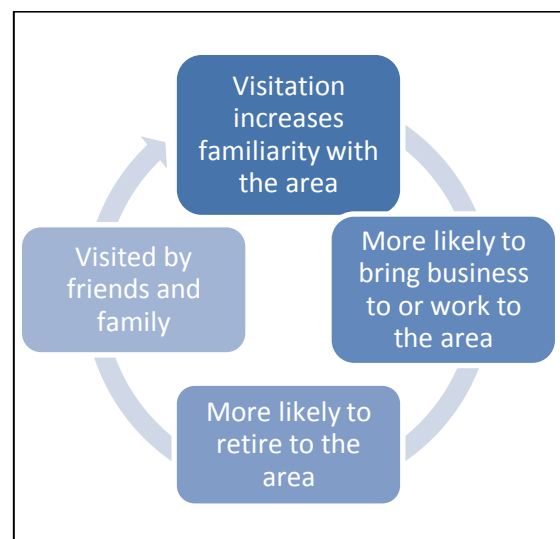 Visitation
increases
familiarity with
the area
More likely to
bring business
to or work to
the area
More likely to
retire to the
area
Visited by
friends and
family